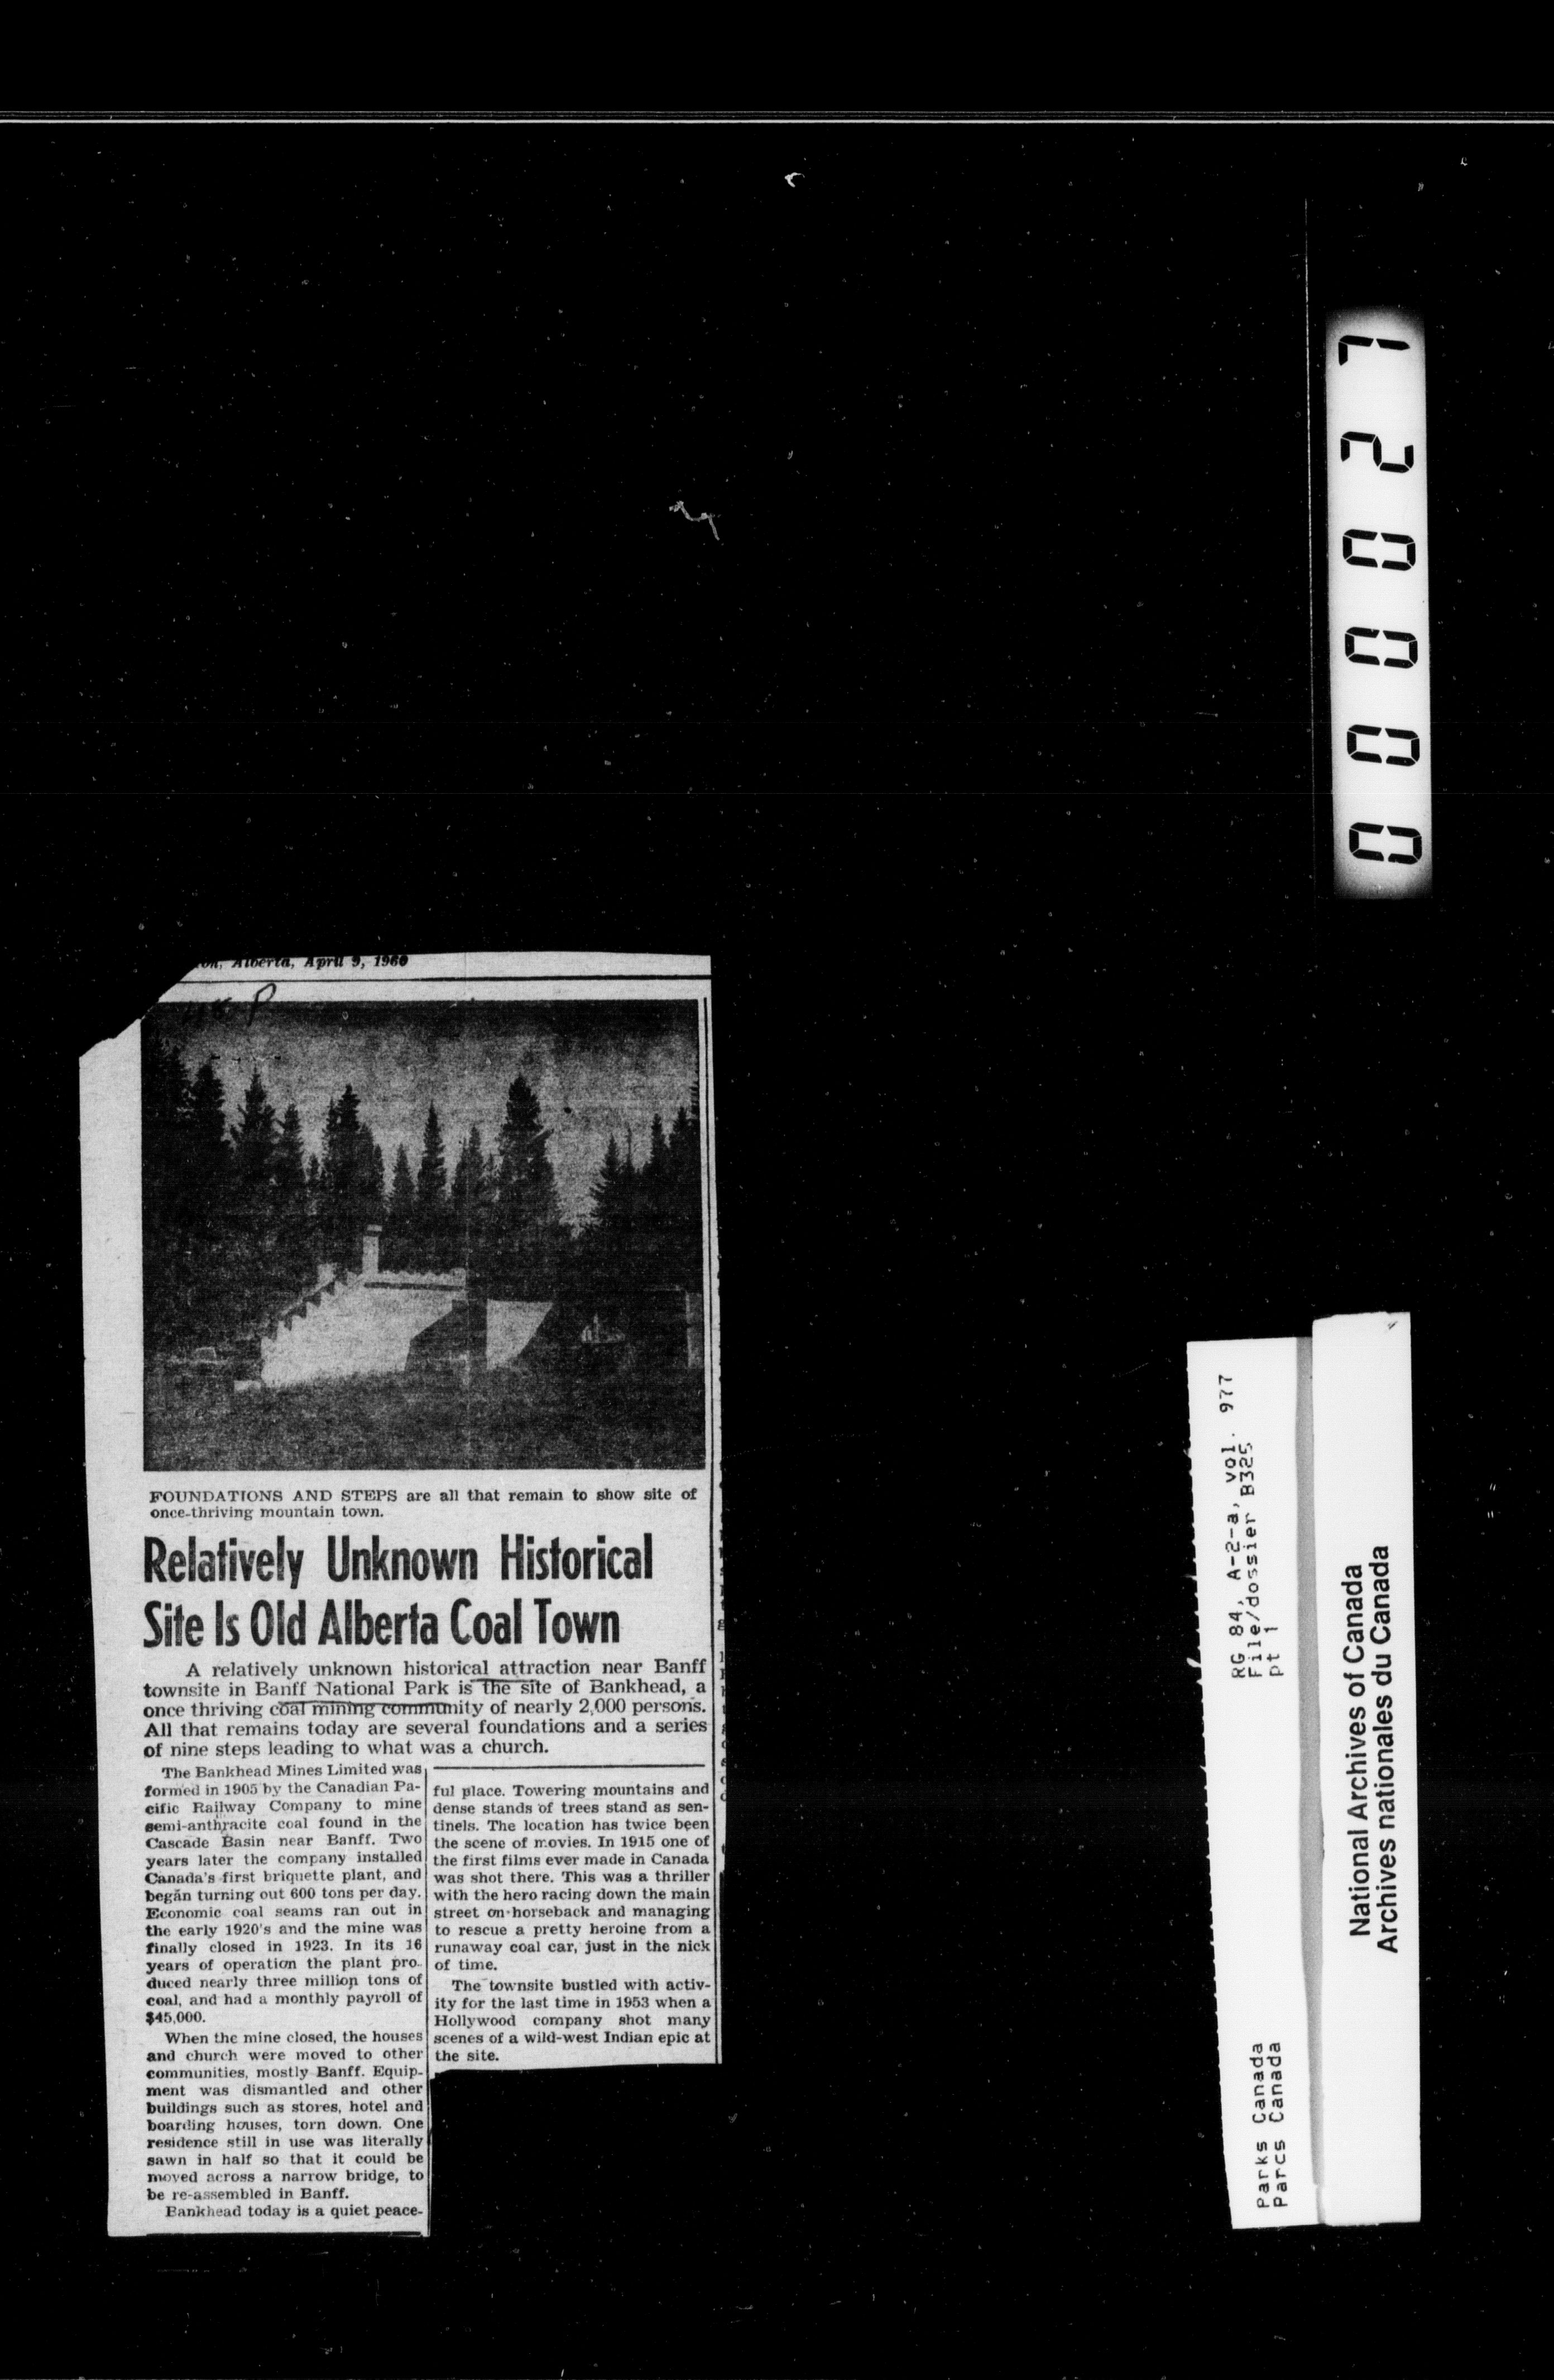 Alberta, April 9, 1960
FOUNDATIONS AND STEPS are all that remain to show site of
once-thriving mountain town.
Relatively Unknown Historical
Site Is Old Alberta Coal Town
A relatively unknown historical attraction near Banff
townsite in Banff National Park is the site of Bankhead, a
once thriving coal mining community of nearly 2,000 persons.
All that remains today are several foundations and a series
of nine steps leading to what was a church.
The Bankhead Mines Limited was
formed in 1905 by the Canadian Pa-
cific Railway Company to mine
semi-anthracite coal found in the
Cascade Basin near Banff. Two
years later the company installed
Canada's first briquette plant, and
began turning out 600 tons per day.
Economic coal seams ran out in
the early 1920's and the mine was
finally closed in 1923. In its 16
years of operation the plant pro-
duced nearly three million tons of
coal, and had a monthly payroll of
$45,000.
When the mine closed, the houses
and church were moved to other
communities, mostly Banff. Equip-
ment was dismantled and other
buildings such as stores, hotel and
boarding houses, torn down. One
residence still in use was literally
sawn in half so that it could be
moved across a narrow bridge, to
be re-assembled in Banff.
Bankhead today is a quiet peace-
ful place. Towering mountains and
dense stands of trees stand as sen-
tinels. The location has twice been
the scene of movies. In 1915 one of
the first films ever made in Canada
was shot there. This was a thriller
with the hero racing down the main
street on horseback and managing
to rescue a pretty heroine from a
runaway coal car, just in the nick
of time.
The townsite bustled with activ-
ity for the last time in 1953 when a
Hollywood company shot many
scenes of a wild-west Indian epic at
the site.
000027
RG 84, A-2-a, vol. 977
File/dossier B325
pt 1
Parks Canada
Parcs Canada
National Archives of Canada
Archives nationales du Canada